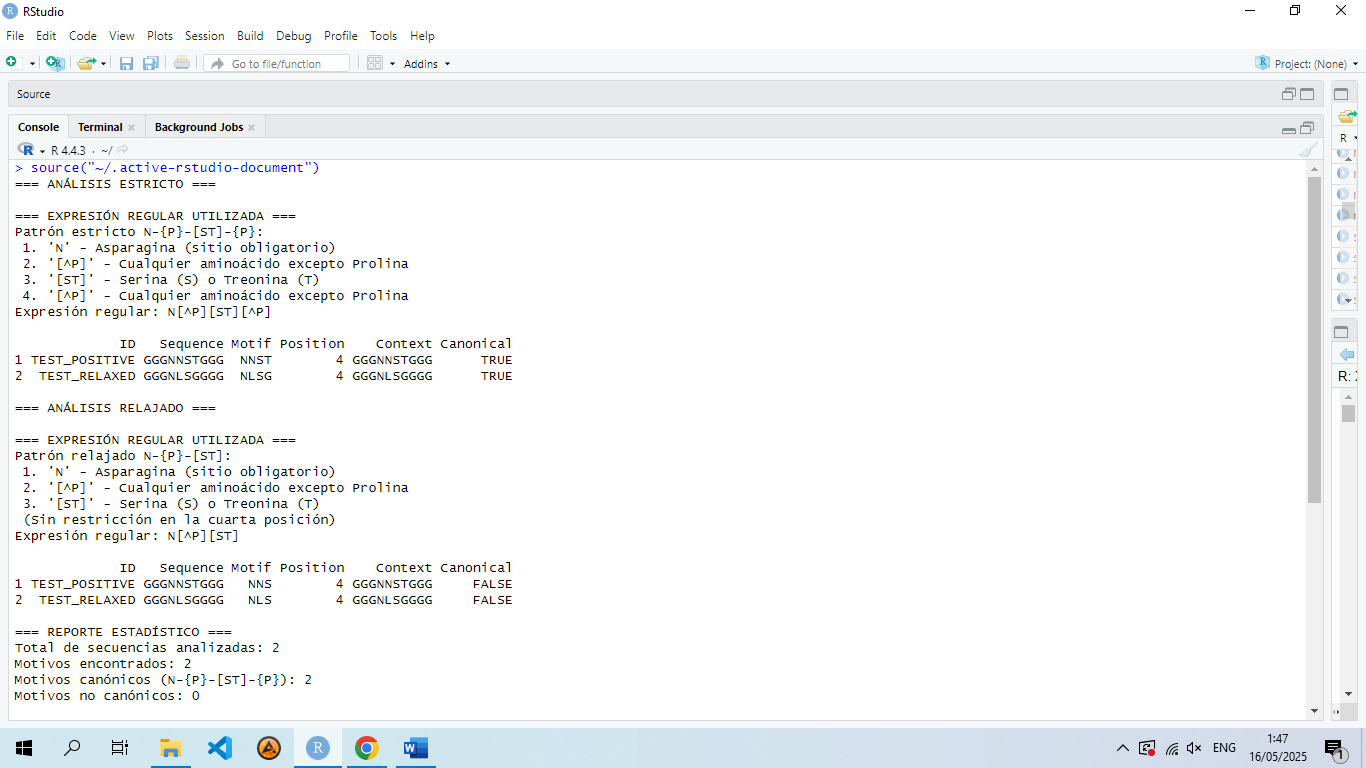 RStudio
File Edit Code View Plots Session Build Debug Profile Tools Help
Go to file/function Addins Project: (None)
Source
Console Terminal Background Jobs
R 4.4.3 · ~/
> source("~/.active-rstudio-document")
=== ANÁLISIS ESTRICTO ===
=== EXPRESIÓN REGULAR UTILIZADA ===
Patrón estricto N-{P}-[ST]-{P}:
1. 'N' - Asparagina (sitio obligatorio)
2. '[^P]' - Cualquier aminoácido excepto Prolina
3. '[ST]' - Serina (S) o Treonina (T)
4. '[^P]' - Cualquier aminoácido excepto Prolina
Expresión regular: N[^P][ST][^P]
ID Sequence Motif Position Context Canonical
1 TEST_POSITIVE GGGNNSTGGG NNST 4 GGGNNSTGGG TRUE
2 TEST_RELAXED GGGNLSGGGG NLSG 4 GGGNLSGGGG TRUE
=== ANÁLISIS RELAJADO ===
=== EXPRESIÓN REGULAR UTILIZADA ===
Patrón relajado N-{P}-[ST]:
1. 'N' - Asparagina (sitio obligatorio)
2. '[^P]' - Cualquier aminoácido excepto Prolina
3. '[ST]' - Serina (S) o Treonina (T)
(Sin restricción en la cuarta posición)
Expresión regular: N[^P][ST]
ID Sequence Motif Position Context Canonical
1 TEST_POSITIVE GGGNNSTGGG NNS 4 GGGNNSTGGG FALSE
2 TEST_RELAXED GGGNLSGGGG NLS 4 GGGNLSGGGG FALSE
=== REPORTE ESTADÍSTICO ===
Total de secuencias analizadas: 2
Motivos encontrados: 2
Motivos canónicos (N-{P}-[ST]-{P}): 2
Motivos no canónicos: 0
R
R:
ENG
1:47
16/05/2025
1